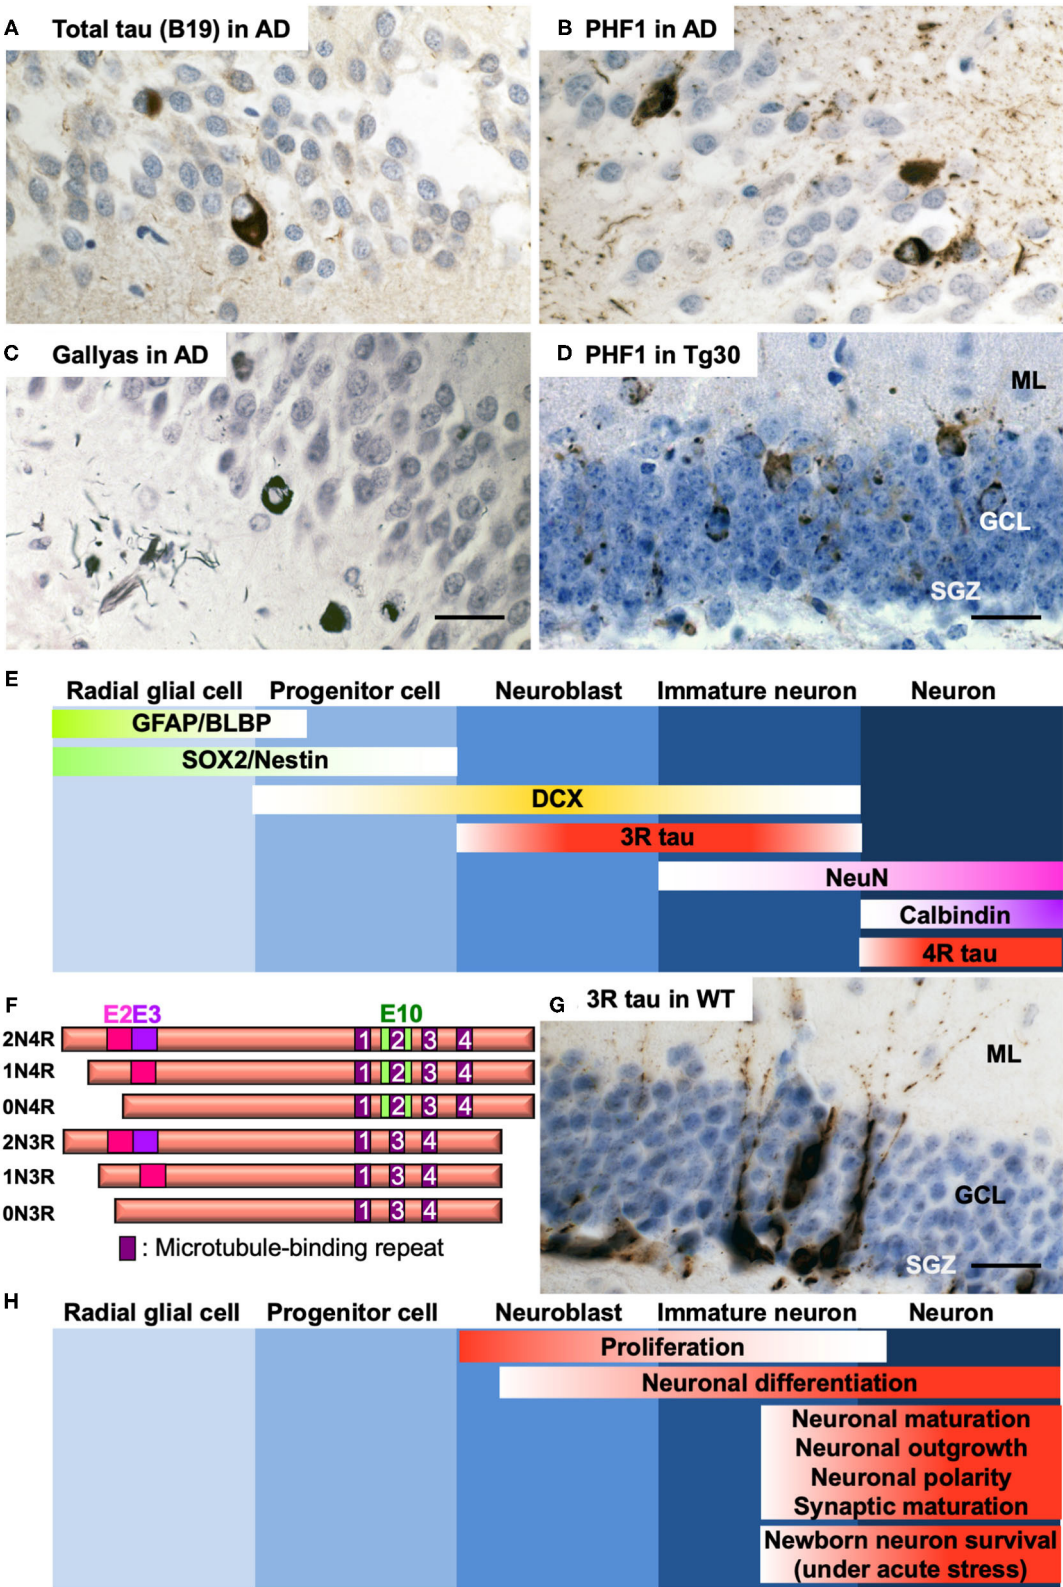 A Total tau (B19) in AD
B PHF1 in AD
C Gallyas in AD
D PHF1 in Tg30
ML
GCL
SGZ
E
Radial glial cell Progenitor cell Neuroblast Immature neuron Neuron
GFAP/BLBP
SOX2/Nestin
DCX
3R tau
NeuN
Calbindin
4R tau
F
E2 E3 E10
2N4R 1 2 3 4
1N4R 1 2 3 4
0N4R 1 2 3 4
2N3R 1 3 4
1N3R 1 3 4
0N3R 1 3 4
: Microtubule-binding repeat
G 3R tau in WT
ML
GCL
SGZ
H
Radial glial cell Progenitor cell Neuroblast Immature neuron Neuron
Proliferation
Neuronal differentiation
Neuronal maturation
Neuronal outgrowth
Neuronal polarity
Synaptic maturation
Newborn neuron survival
(under acute stress)